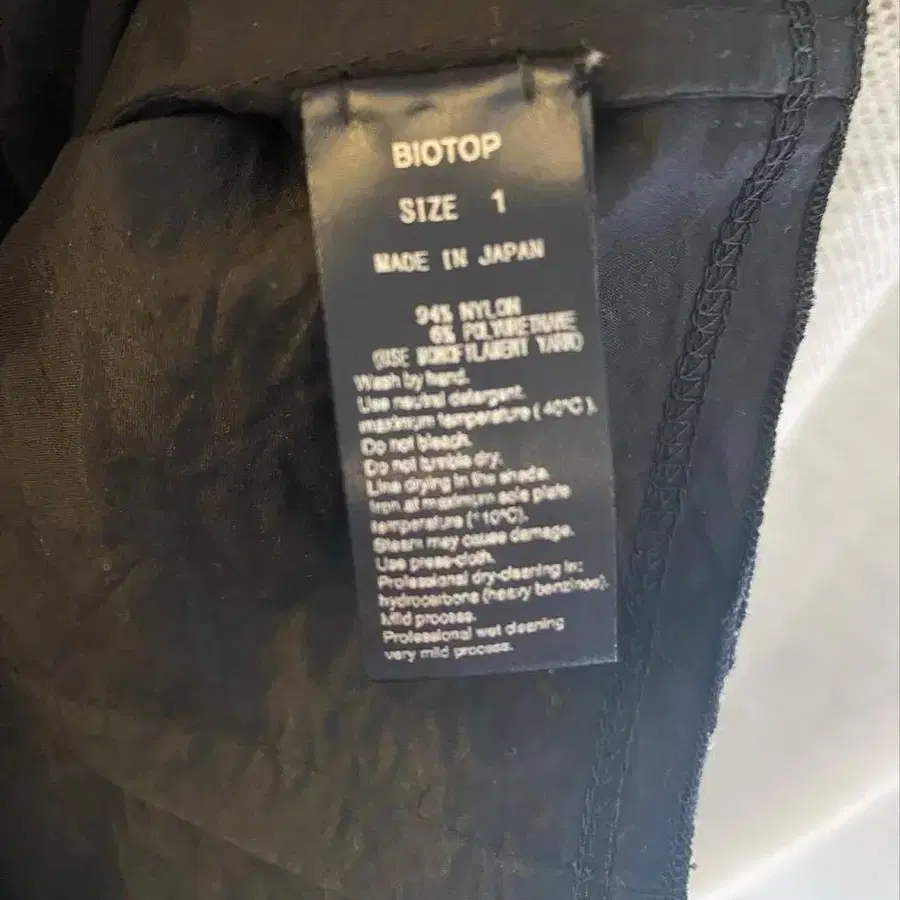 BIOTOP
SIZE 1
MADE IN JAPAN
94% NYLON
6% POLYURETHANE
(USE MONOFILAMENT YARN)
Wash by hand.
Use neutral detergent.
maximum temperature ( 40°C ).
Do not bleach.
Do not tumble dry.
Line drying in the shade.
Iron at maximum sole plate
temperature (110°C).
Steam may cause damage.
Use press-cloth.
Professional dry-cleaning in:
hydrocarbons (heavy benzines).
Mild process.
Professional wet cleaning
very mild process.